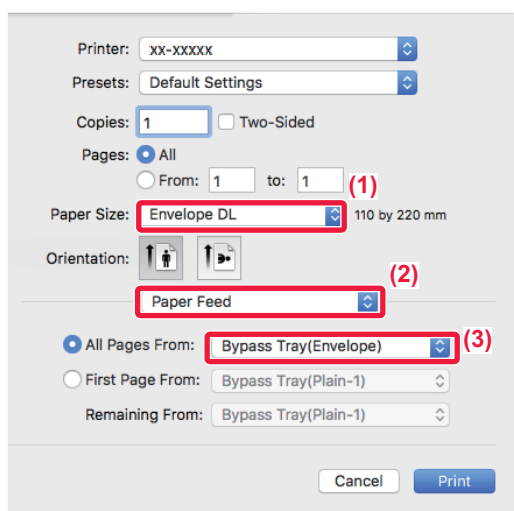 Printer: xx-xxxxx
Presets: Default Settings
Copies: 1 Two-Sided
Pages: All
From: 1 to: 1
(1)
Paper Size: Envelope DL 110 by 220 mm
Orientation:
(2)
Paper Feed
All Pages From: Bypass Tray(Envelope) (3)
First Page From: Bypass Tray(Plain-1)
Remaining From: Bypass Tray(Plain-1)
Cancel Print